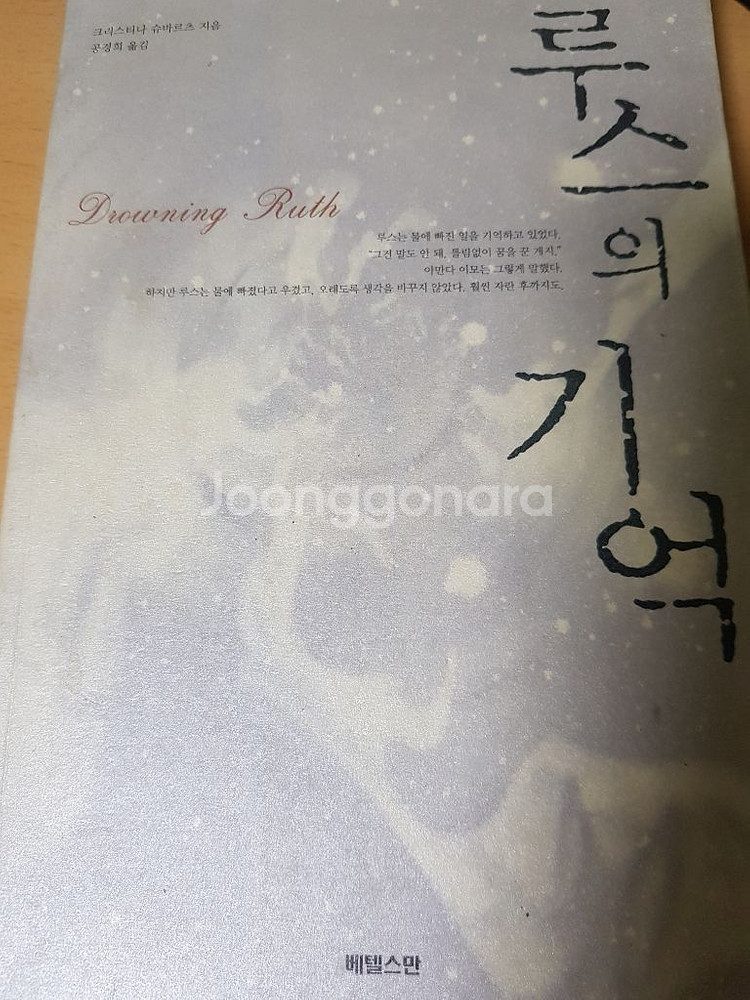 크리스티나 슈바르츠 지음
공경희 옮김
루스의 기억
Drowning Ruth
루스는 물에 빠진 일을 기억하고 있었다.
"그건 말도 안 돼. 틀림없이 꿈을 꾼 게지."
아만다 이모는 그렇게 말했다.
하지만 루스는 물에 빠졌다고 우겼고, 오래도록 생각을 바꾸지 않았다. 훨씬 자란 후까지도.
Joonggonara
베텔스만